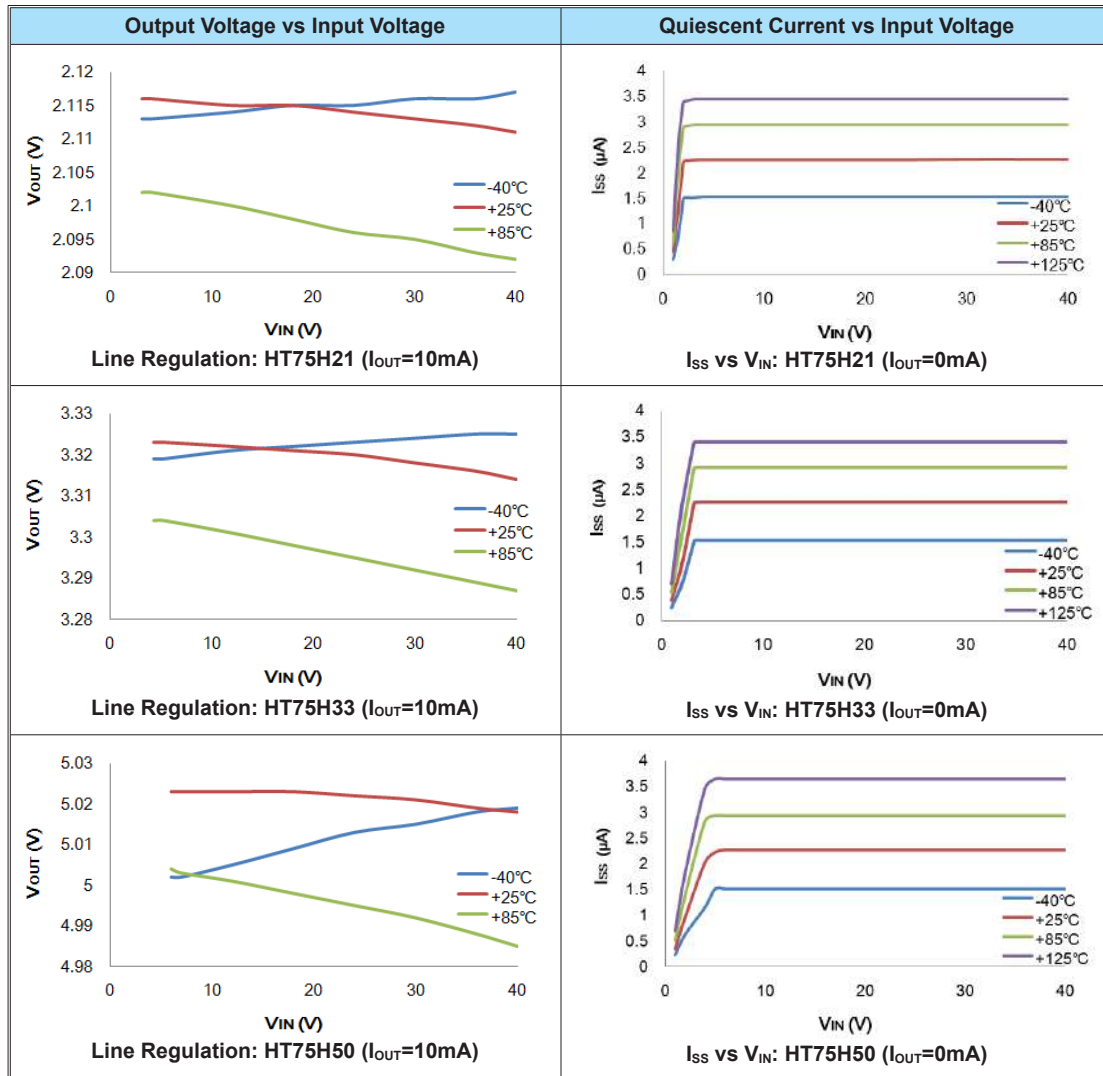 Output Voltage vs Input Voltage
Quiescent Current vs Input Voltage
2.12
2.115
2.11
2.105
2.1
2.095
2.09
VOUT (V)
0 10 20 30 40
VIN (V)
-40℃
+25℃
+85℃
Line Regulation: HT75H21 (IOUT=10mA)
4
3.5
3
2.5
2
1.5
1
0.5
0
ISS (μA)
0 10 20 30 40
VIN (V)
-40℃
+25℃
+85℃
+125℃
ISS vs VIN: HT75H21 (IOUT=0mA)
3.33
3.32
3.31
3.3
3.29
3.28
VOUT (V)
0 10 20 30 40
VIN (V)
-40℃
+25℃
+85℃
Line Regulation: HT75H33 (IOUT=10mA)
4
3.5
3
2.5
2
1.5
1
0.5
0
ISS (μA)
0 10 20 30 40
VIN (V)
-40℃
+25℃
+85℃
+125℃
ISS vs VIN: HT75H33 (IOUT=0mA)
5.03
5.02
5.01
5
4.99
4.98
VOUT (V)
0 10 20 30 40
VIN (V)
-40℃
+25℃
+85℃
Line Regulation: HT75H50 (IOUT=10mA)
4
3.5
3
2.5
2
1.5
1
0.5
0
ISS (μA)
0 10 20 30 40
VIN (V)
-40℃
+25℃
+85℃
+125℃
ISS vs VIN: HT75H50 (IOUT=0mA)